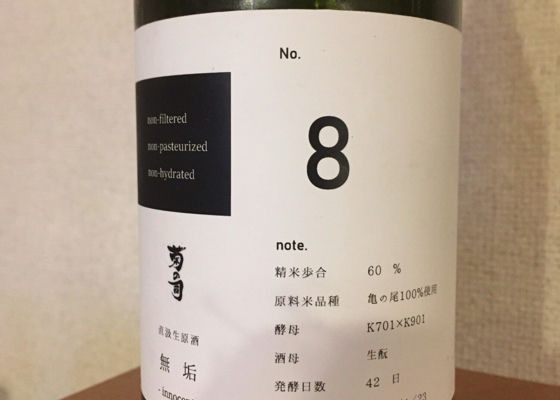 No.
8
non-filtered
non-pasteurized
non-hydrated
菊の司
直汲生原酒
無垢
note.
精米歩合 60 %
原料米品種 亀の尾100%使用
酵母 K701×K901
酒母 生酛
発酵日数 42 日